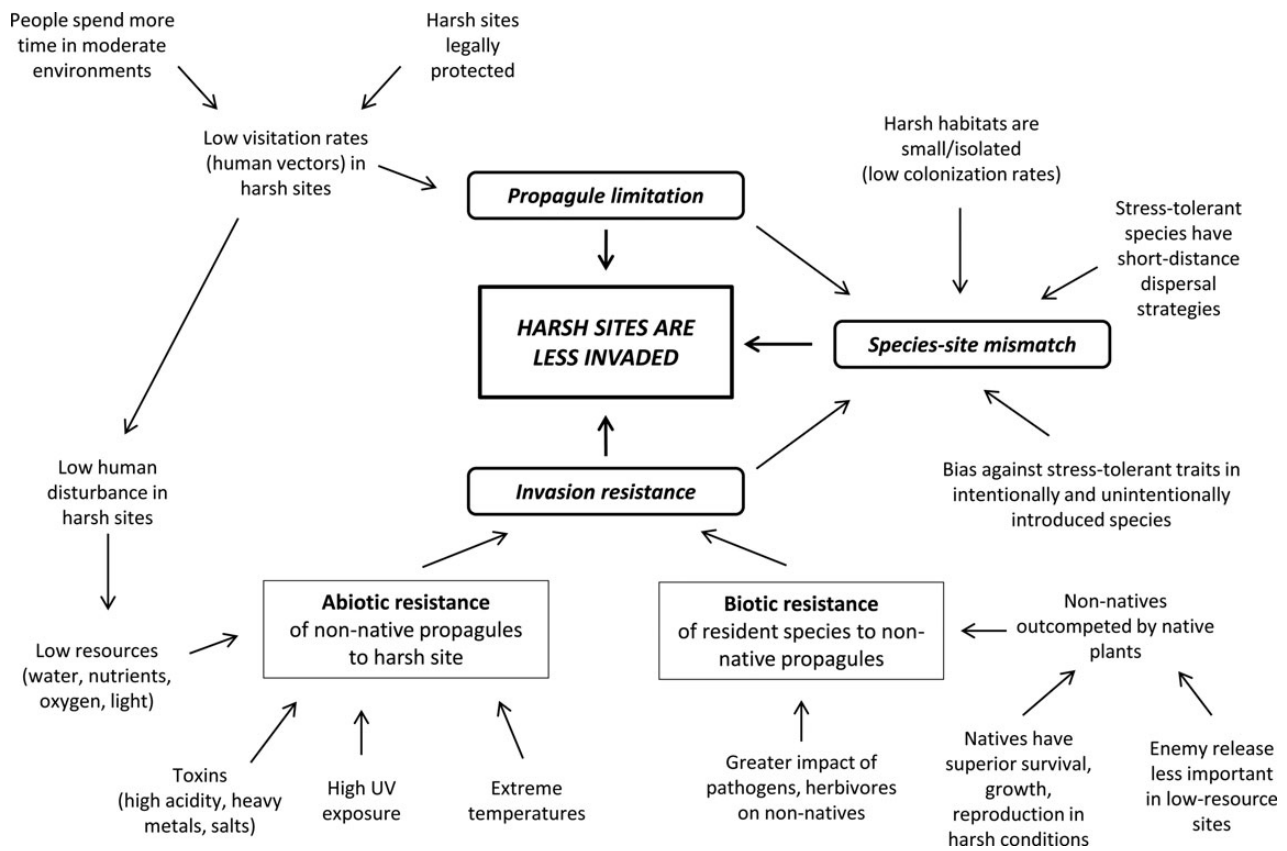 People spend more
time in moderate
environments
Harsh sites
legally
protected
Low visitation rates
(human vectors) in
harsh sites
Propagule limitation
Harsh habitats are
small/isolated
(low colonization rates)
Stress-tolerant
species have
short-distance
dispersal
strategies
HARSH SITES ARE
LESS INVADED
Species-site mismatch
Low human
disturbance in
harsh sites
Invasion resistance
Bias against stress-tolerant traits in
intentionally and unintentionally
introduced species
Abiotic resistance
of non-native propagules
to harsh site
Biotic resistance
of resident species to non-
native propagules
Non-natives
outcompeted by native
plants
Low resources
(water, nutrients,
oxygen, light)
Toxins
(high acidity, heavy
metals, salts)
High UV
exposure
Extreme
temperatures
Greater impact of
pathogens, herbivores
on non-natives
Natives have
superior survival,
growth,
reproduction in
harsh conditions
Enemy release
less important
in low-resource
sites